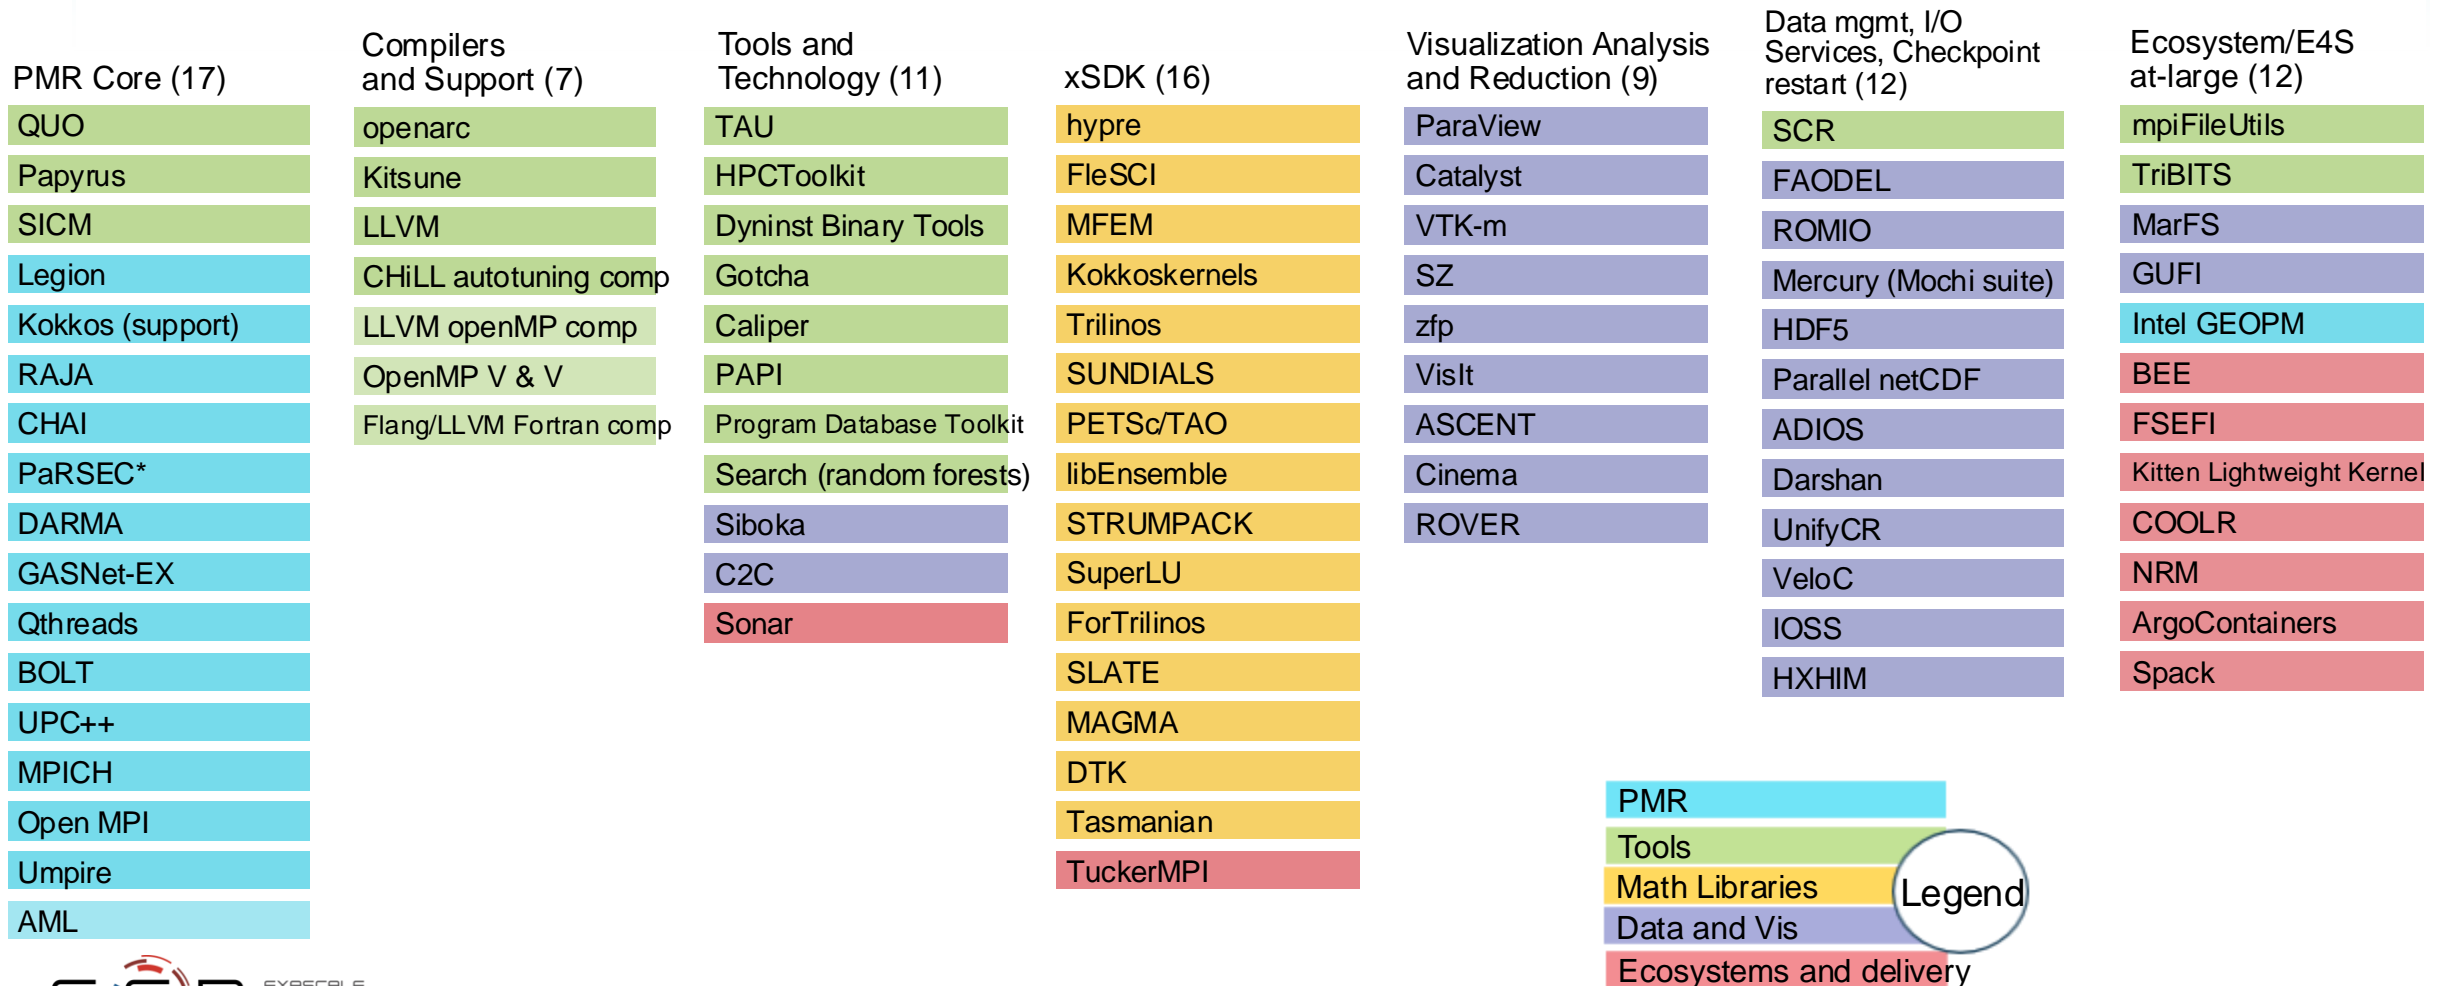 PMR Core (17)
QUO
Papyrus
SICM
Legion
Kokkos (support)
RAJA
CHAI
PaRSEC*
DARMA
GASNet-EX
Qthreads
BOLT
UPC++
MPICH
Open MPI
Umpire
AML
Compilers
and Support (7)
openarc
Kitsune
LLVM
CHiLL autotuning comp
LLVM openMP comp
OpenMP V & V
Flang/LLVM Fortran comp
Tools and
Technology (11)
TAU
HPCToolkit
Dyninst Binary Tools
Gotcha
Caliper
PAPI
Program Database Toolkit
Search (random forests)
Siboka
C2C
Sonar
xSDK (16)
hypre
FleSCI
MFEM
Kokkoskernels
Trilinos
SUNDIALS
PETSc/TAO
libEnsemble
STRUMPACK
SuperLU
ForTrilinos
SLATE
MAGMA
DTK
Tasmanian
TuckerMPI
Visualization Analysis
and Reduction (9)
ParaView
Catalyst
VTK-m
SZ
zfp
VisIt
ASCENT
Cinema
ROVER
Data mgmt, I/O
Services, Checkpoint
restart (12)
SCR
FAODEL
ROMIO
Mercury (Mochi suite)
HDF5
Parallel netCDF
ADIOS
Darshan
UnifyCR
VeloC
IOSS
HXHIM
Ecosystem/E4S
at-large (12)
mpiFileUtils
TriBITS
MarFS
GUFI
Intel GEOPM
BEE
FSEFI
Kitten Lightweight Kernel
COOLR
NRM
ArgoContainers
Spack
PMR
Tools
Math Libraries
Data and Vis
Ecosystems and delivery
Legend